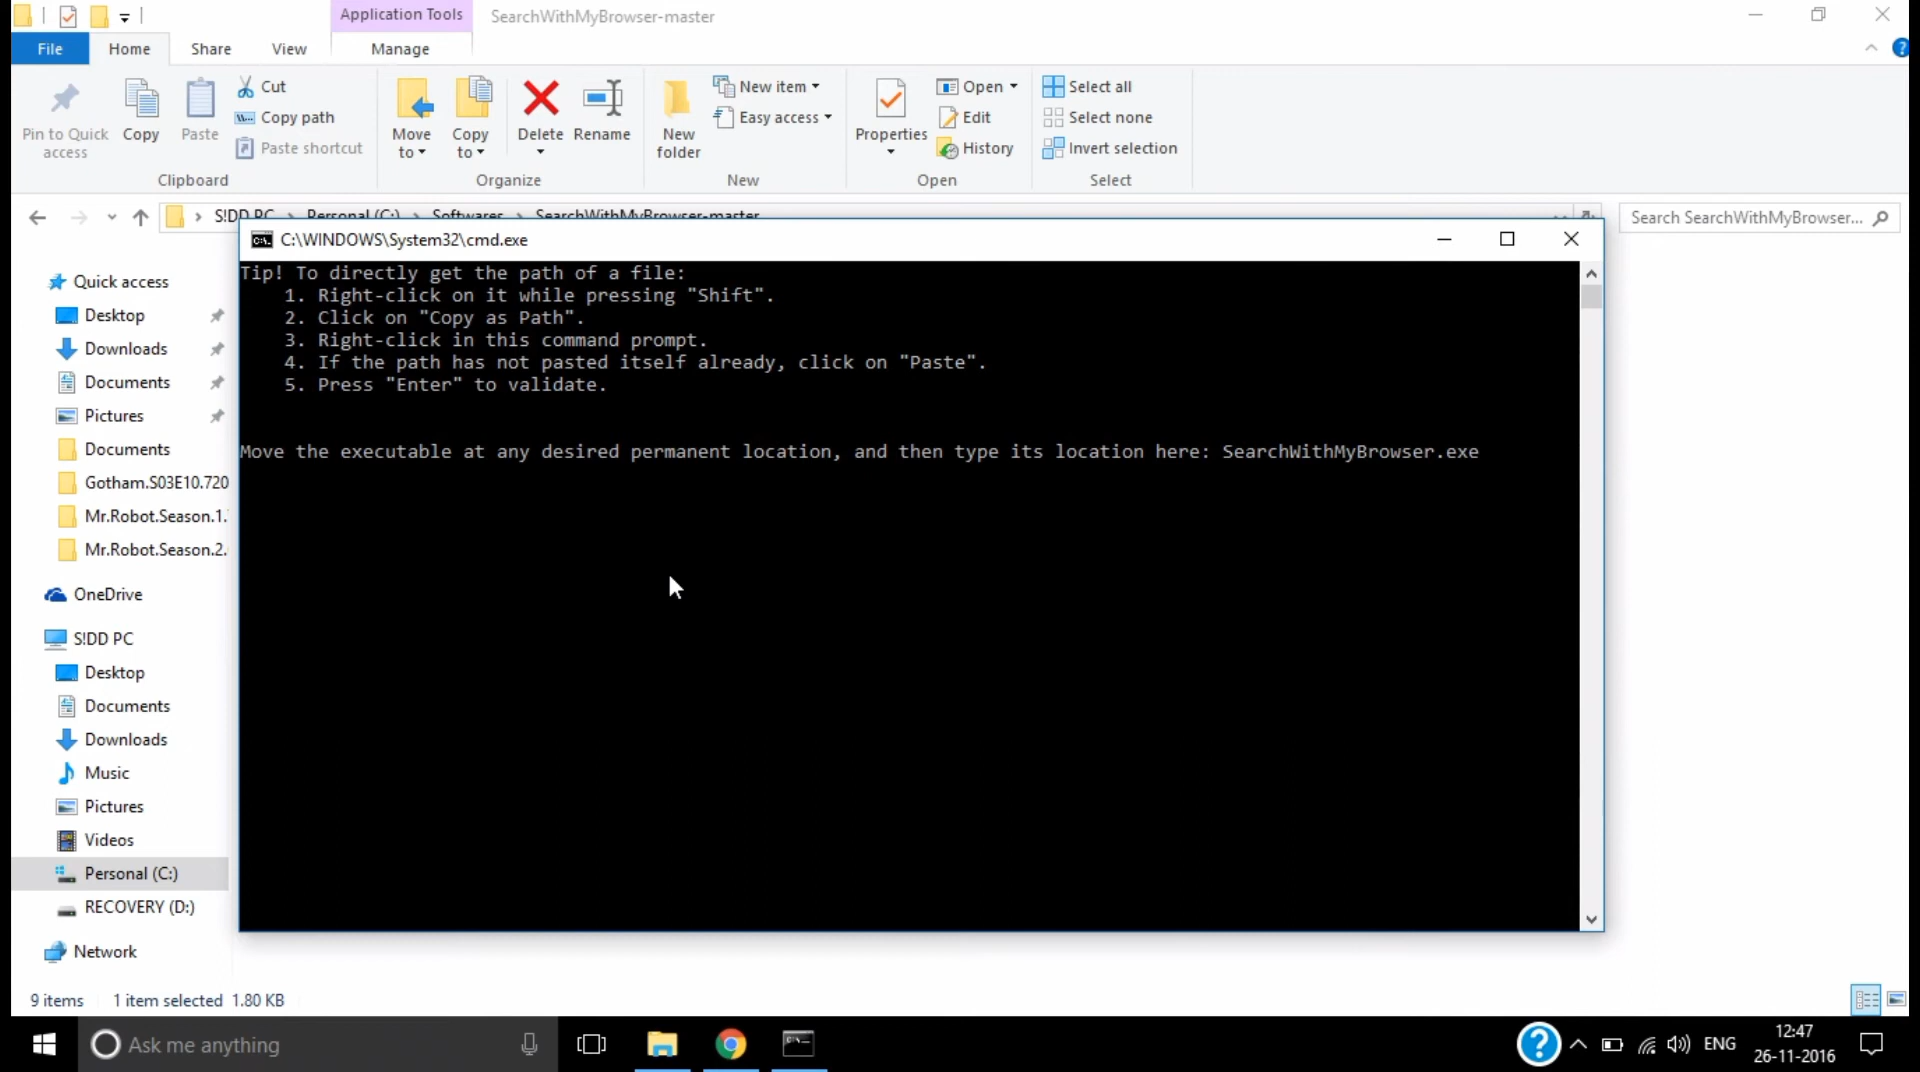 Application Tools
SearchWithMyBrowser-master
File
Home
Share
View
Manage
Pin to Quick access
Copy
Paste
Cut
Copy path
Paste shortcut
Clipboard
Move to
Copy to
Delete
Rename
Organize
New folder
New item
Easy access
New
Properties
Open
Edit
History
Open
Select all
Select none
Invert selection
Select
S!DD PC > Personal (C:) > Softwares > SearchWithMyBrowser-master
Search SearchWithMyBrowser...
C:\WINDOWS\System32\cmd.exe
Tip! To directly get the path of a file:
1. Right-click on it while pressing "Shift".
2. Click on "Copy as Path".
3. Right-click in this command prompt.
4. If the path has not pasted itself already, click on "Paste".
5. Press "Enter" to validate.
Move the executable at any desired permanent location, and then type its location here: SearchWithMyBrowser.exe
Quick access
Desktop
Downloads
Documents
Pictures
Documents
Gotham.S03E10.720
Mr.Robot.Season.1.
Mr.Robot.Season.2.
OneDrive
S!DD PC
Desktop
Documents
Downloads
Music
Pictures
Videos
Personal (C:)
RECOVERY (D:)
Network
9 items 1 item selected 1.80 KB
Ask me anything
ENG
12:47
26-11-2016